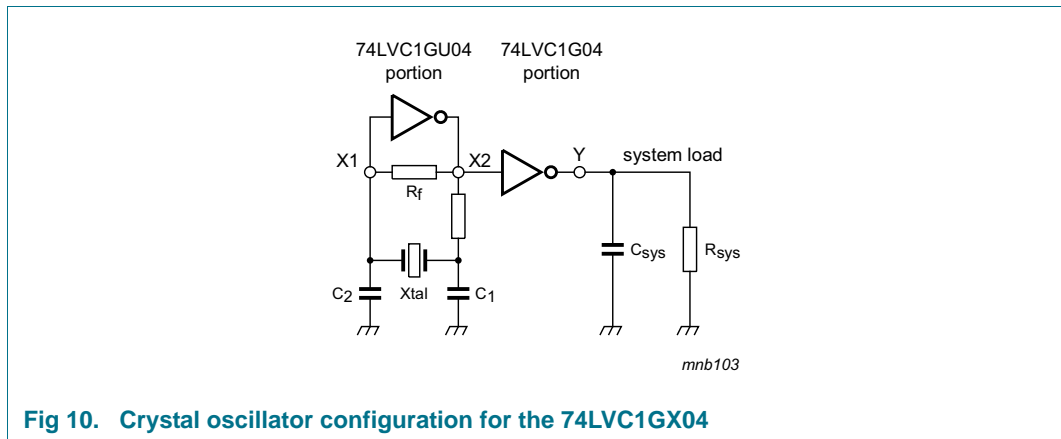 74LVC1GU04 74LVC1G04
portion portion
X1 X2 Y system load
Rf
Csys Rsys
C2 Xtal C1
mnb103
Fig 10. Crystal oscillator configuration for the 74LVC1GX04